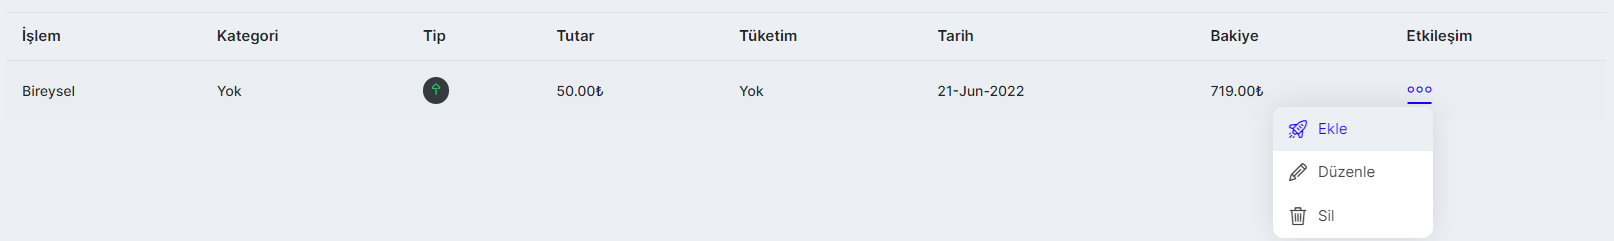 İşlem Kategori Tip Tutar Tüketim Tarih Bakiye Etkileşim
Bireysel Yok 50.00₺ Yok 21-Jun-2022 719.00₺
Ekle
Düzenle
Sil